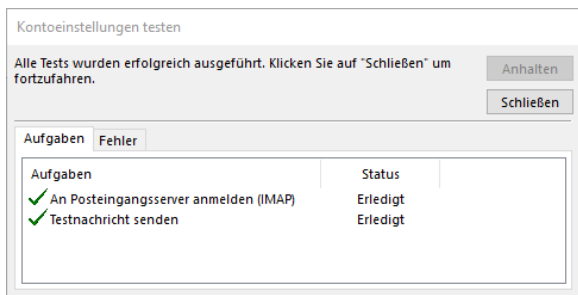 Kontoeinstellungen testen
Alle Tests wurden erfolgreich ausgeführt. Klicken Sie auf "Schließen" um
fortzufahren.
Anhalten
Schließen
Aufgaben Fehler
Aufgaben Status
An Posteingangsserver anmelden (IMAP) Erledigt
Testnachricht senden Erledigt